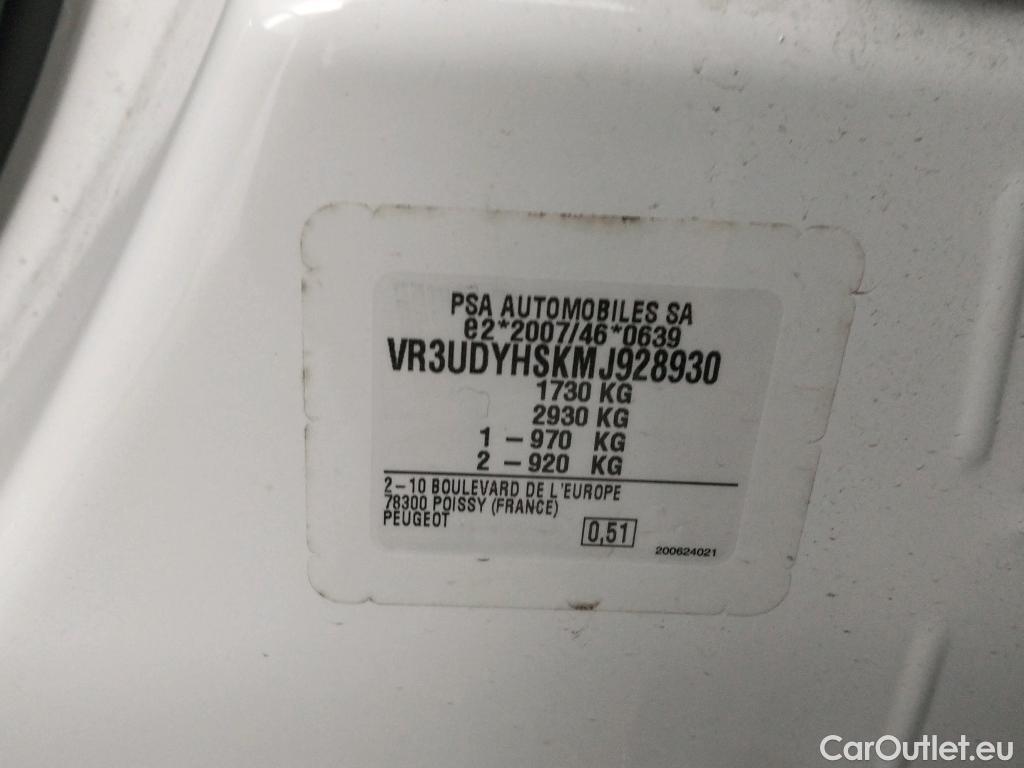 PSA AUTOMOBILES SA
e2*2007/46*0639
VR3UDYHSKMJ928930
1730 KG
2930 KG
1 – 970 KG
2 – 920 KG
2–10 BOULEVARD DE L'EUROPE
78300 POISSY (FRANCE)
PEUGEOT
0,51
200624021
CarOutlet.eu